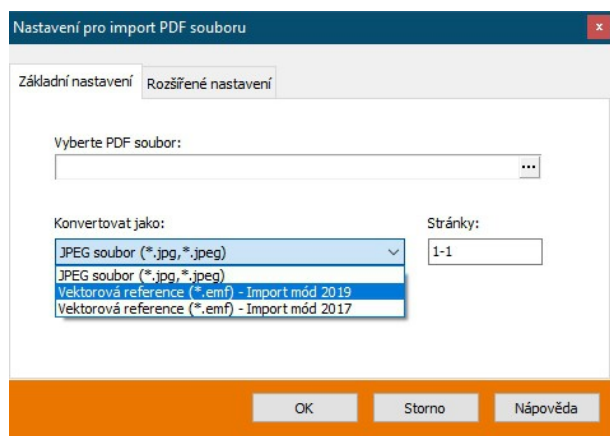 Nastavení pro import PDF souboru
x
Základní nastavení Rozšířené nastavení
Vyberte PDF soubor:
...
Konvertovat jako: Stránky:
JPEG soubor (*.jpg,*.jpeg) 1-1
JPEG soubor (*.jpg,*.jpeg)
Vektorová reference (*.emf) - Import mód 2019
Vektorová reference (*.emf) - Import mód 2017
OK Storno Nápověda